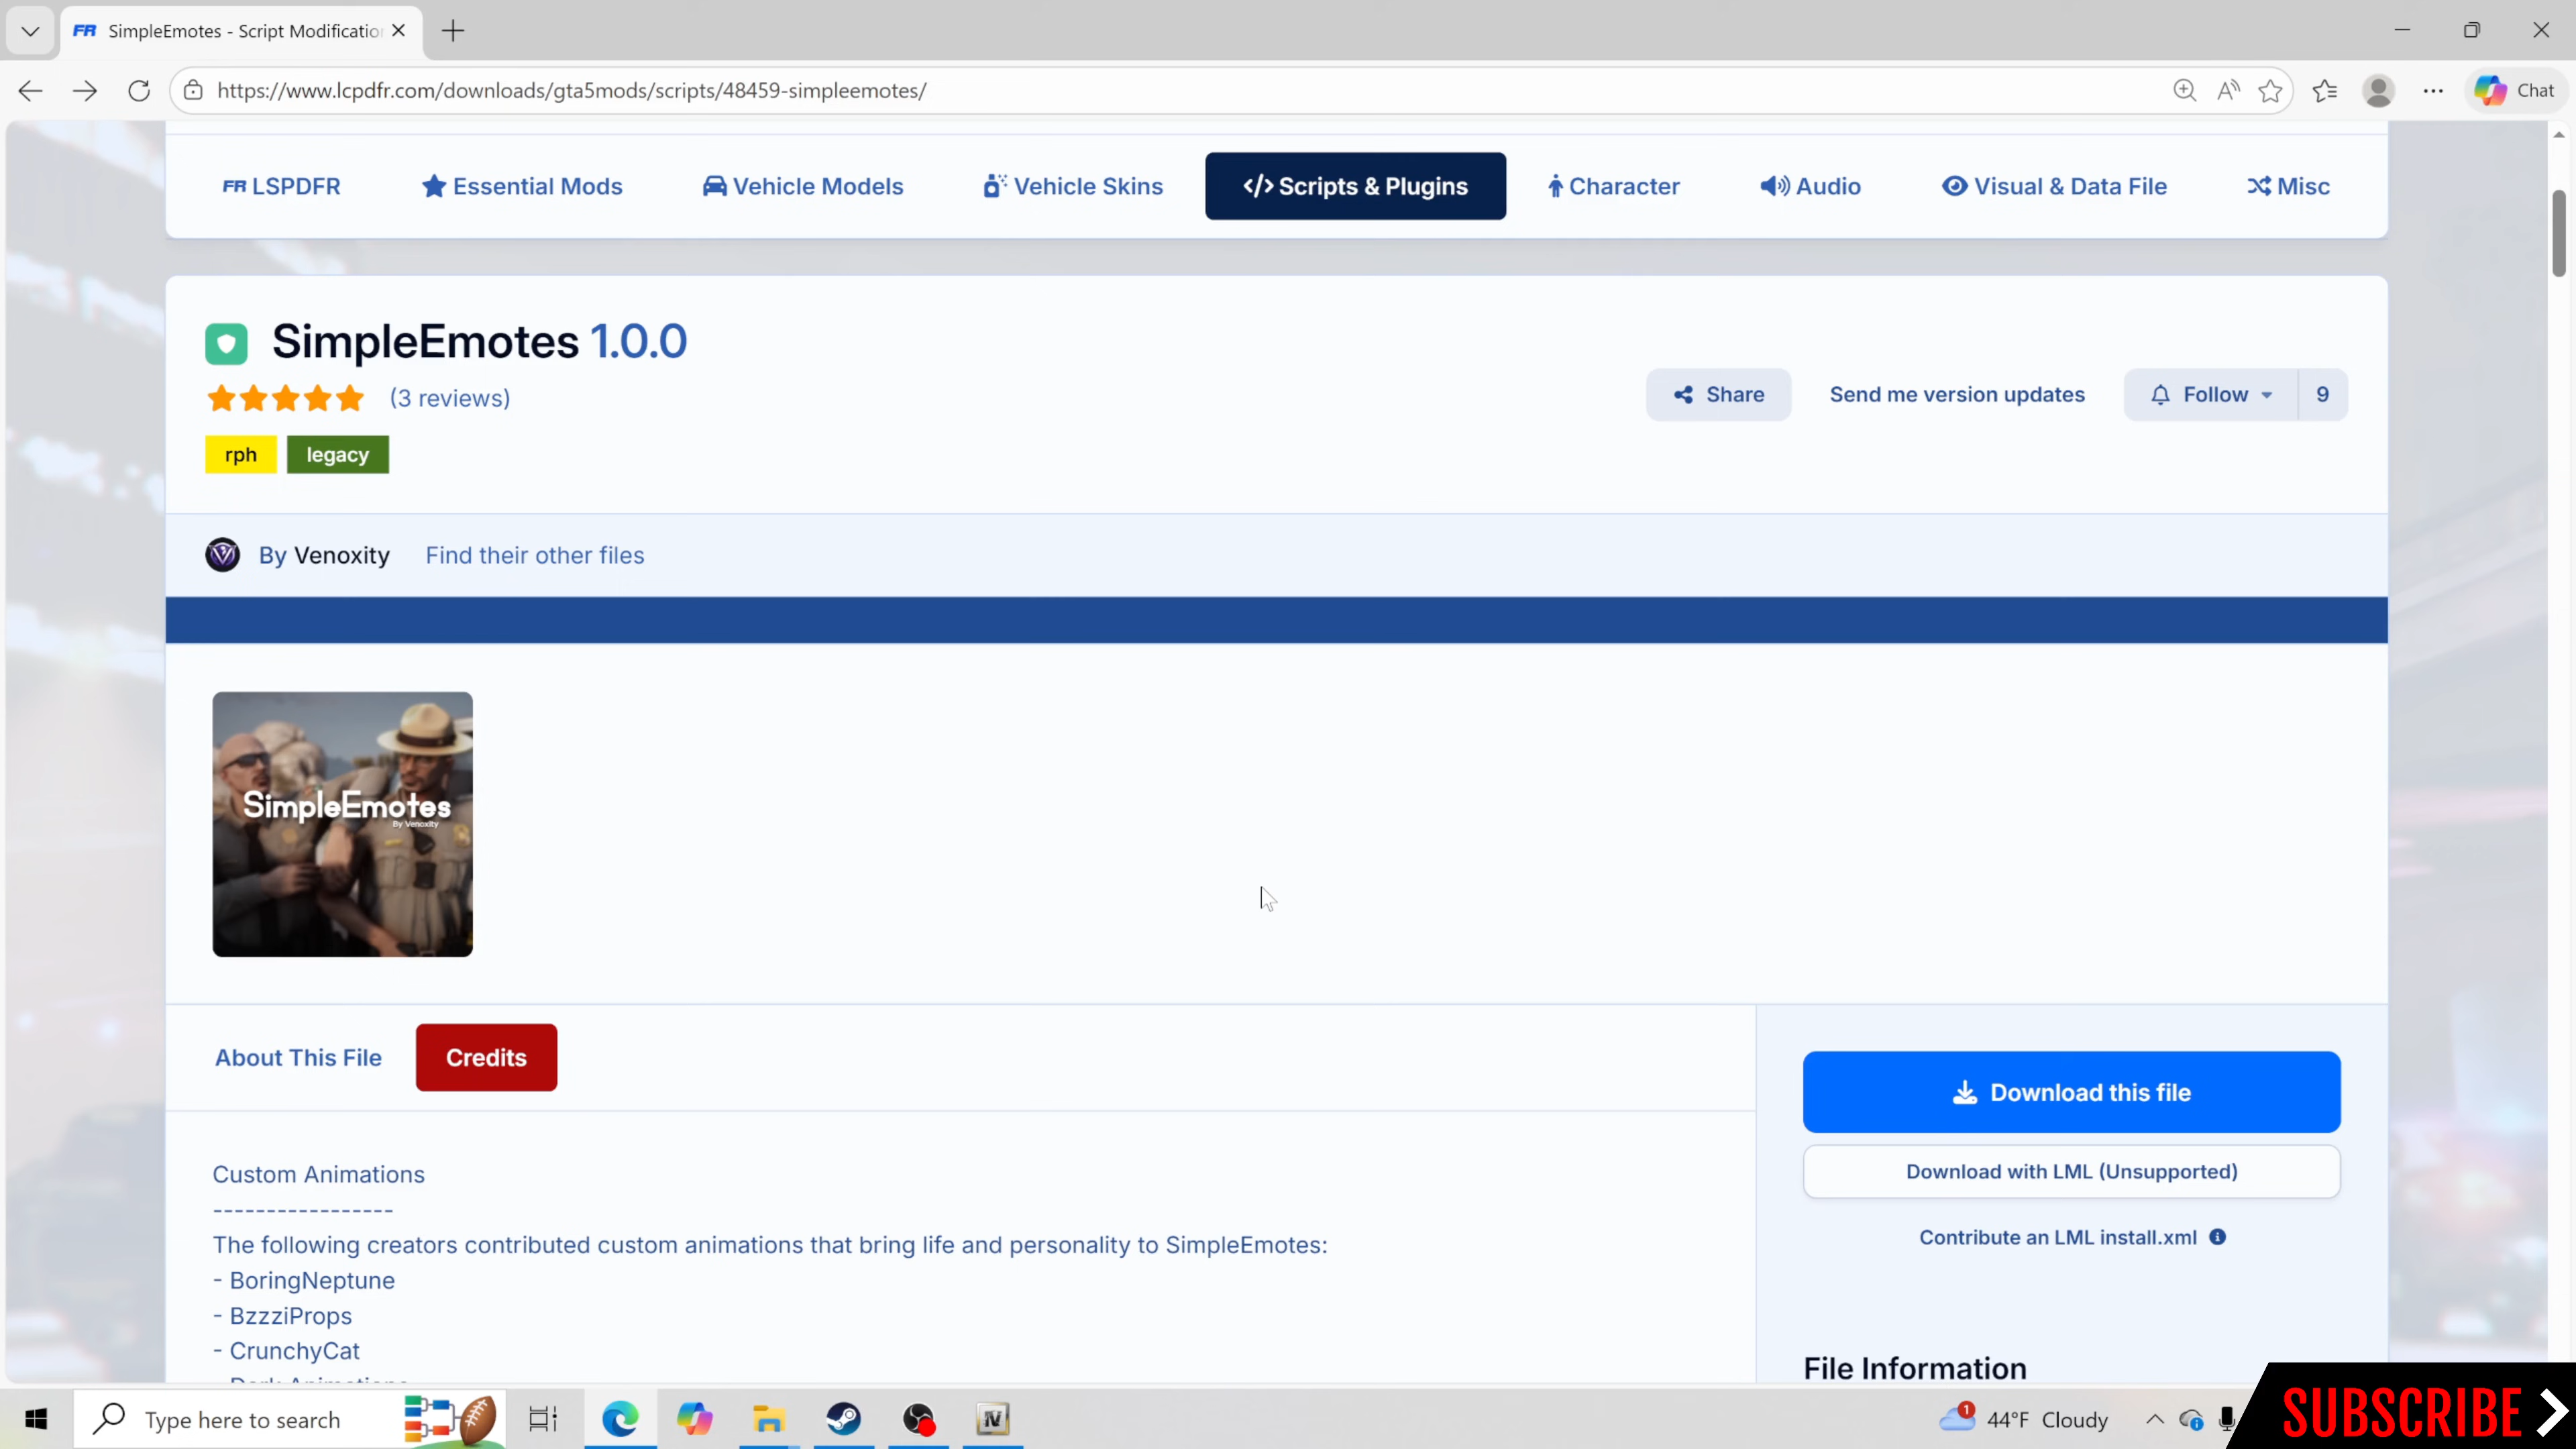 SimpleEmotes - Script Modificatio
https://www.lcpdfr.com/downloads/gta5mods/scripts/48459-simpleemotes/
Chat
FR LSPDFR
Essential Mods
Vehicle Models
Vehicle Skins
</> Scripts & Plugins
Character
Audio
Visual & Data File
Misc
SimpleEmotes 1.0.0
(3 reviews)
Share
Send me version updates
Follow
9
rph
legacy
By Venoxity
Find their other files
SimpleEmotes
By Venoxity
About This File
Credits
Download this file
Download with LML (Unsupported)
Contribute an LML install.xml
Custom Animations
-----------------
The following creators contributed custom animations that bring life and personality to SimpleEmotes:
- BoringNeptune
- BzzziProps
- CrunchyCat
File Information
Type here to search
1
44°F Cloudy
SUBSCRIBE